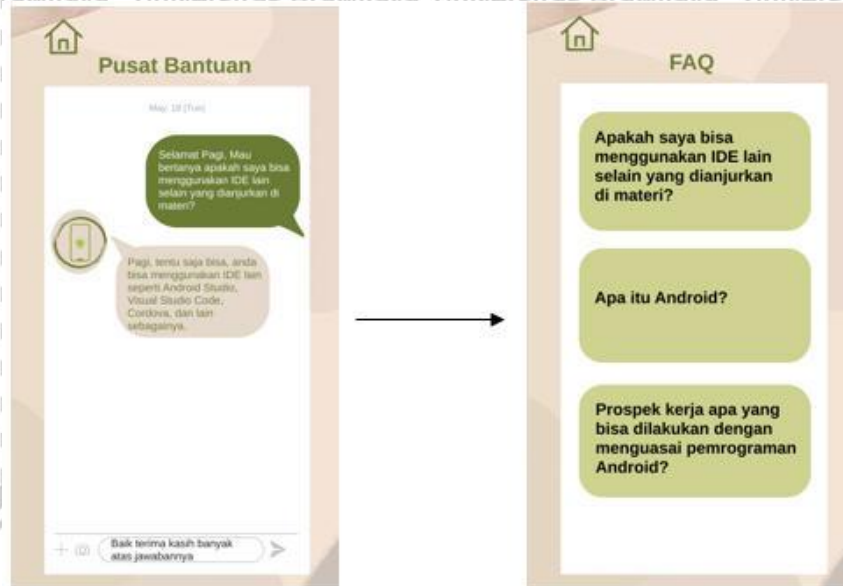 Pusat Bantuan
May, 18 (Tue)
Selamat Pagi, Mau
bertanya apakah saya bisa
menggunakan IDE lain
selain yang dianjurkan di
materi?
Pagi, tentu saja bisa, anda
bisa menggunakan IDE lain
seperti Android Studio,
Visual Studio Code,
Cordova, dan lain
sebagainya.
Baik terima kasih banyak
atas jawabannya
FAQ
Apakah saya bisa
menggunakan IDE lain
selain yang dianjurkan
di materi?
Apa itu Android?
Prospek kerja apa yang
bisa dilakukan dengan
menguasai pemrograman
Android?